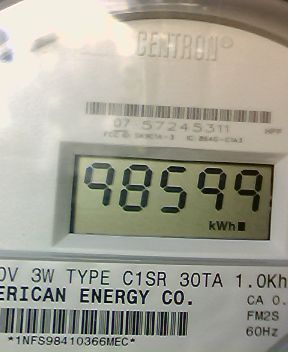 CENTRON®
07 57245311
HPP
98599
kWh
0V 3W TYPE C1SR 30TA 1.0Kh
ERICAN ENERGY CO.
CA 0.
FM2S
60Hz
*1NFS98410366MEC*